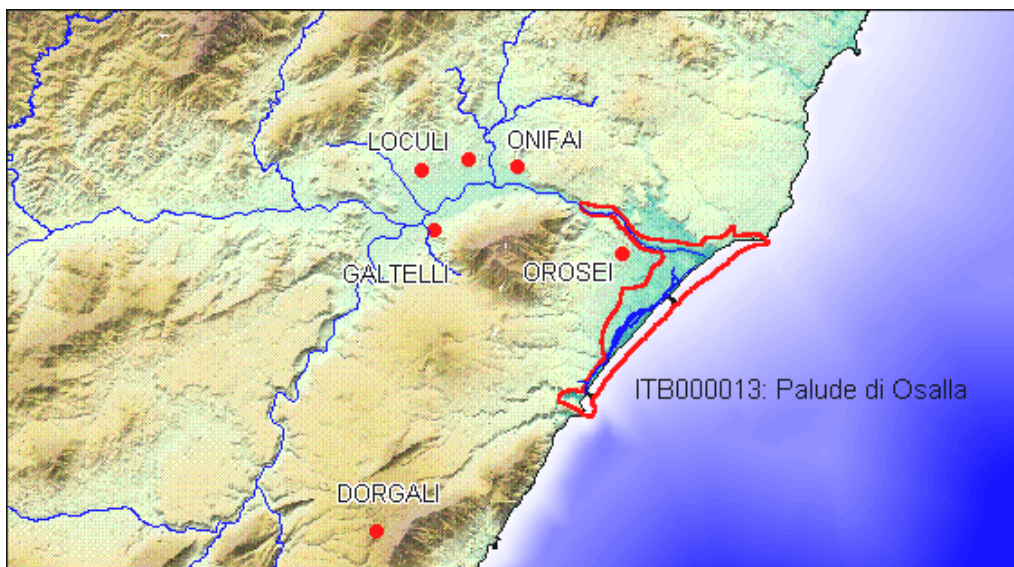 LOCULI
ONIFAI
GALTELLI
OROSEI
ITB000013: Palude di Osalla
DORGALI